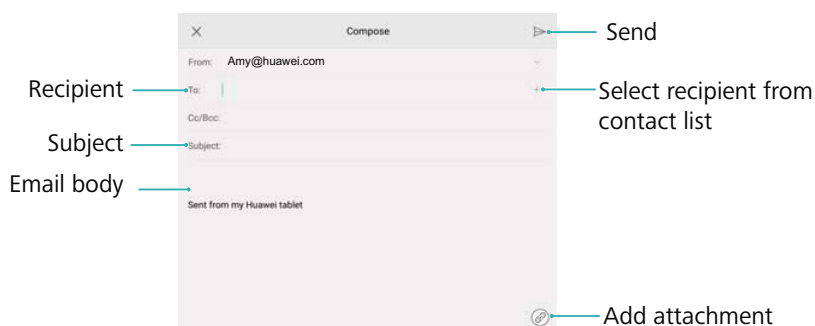 Compose
Send
From: Amy@huawei.com
Recipient
To:
Select recipient from
contact list
Cc/Bcc:
Subject
Subject:
Email body
Sent from my Huawei tablet
Add attachment